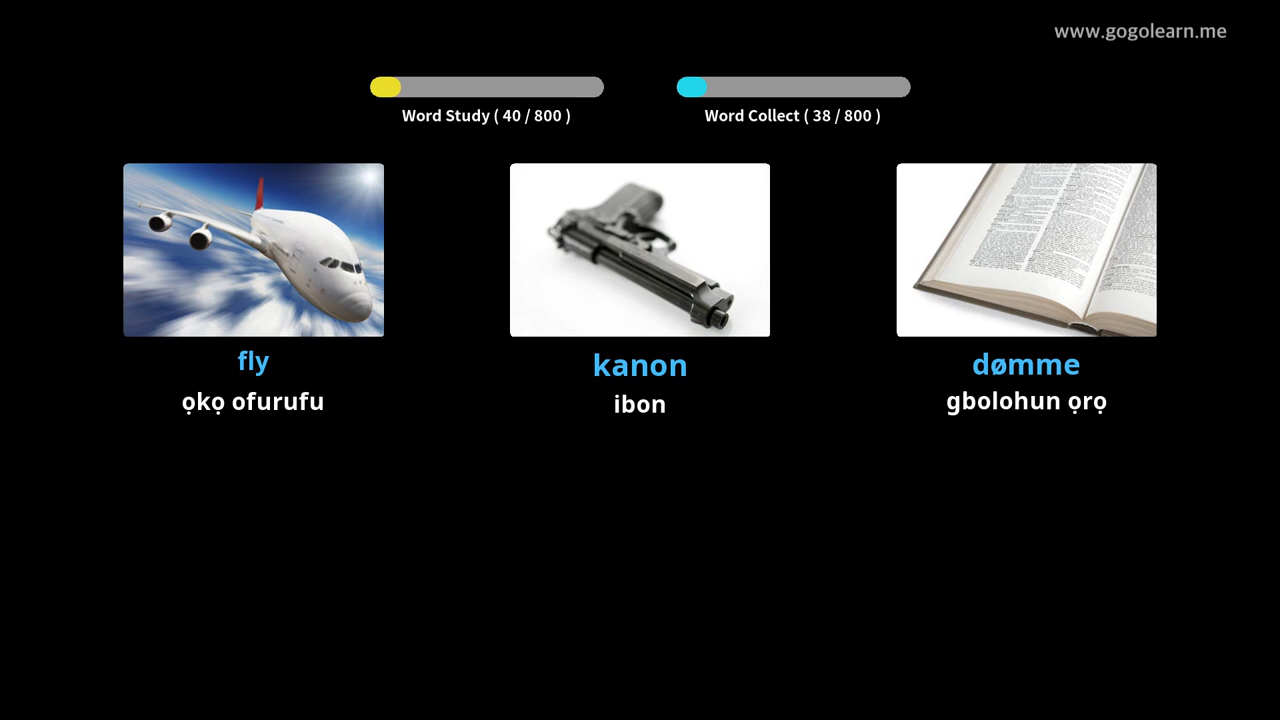 www.gogolearn.me
Word Study ( 40 / 800 )
Word Collect ( 38 / 800 )
fly
ọkọ ofurufu
kanon
ibon
dømme
gbolohun ọrọ